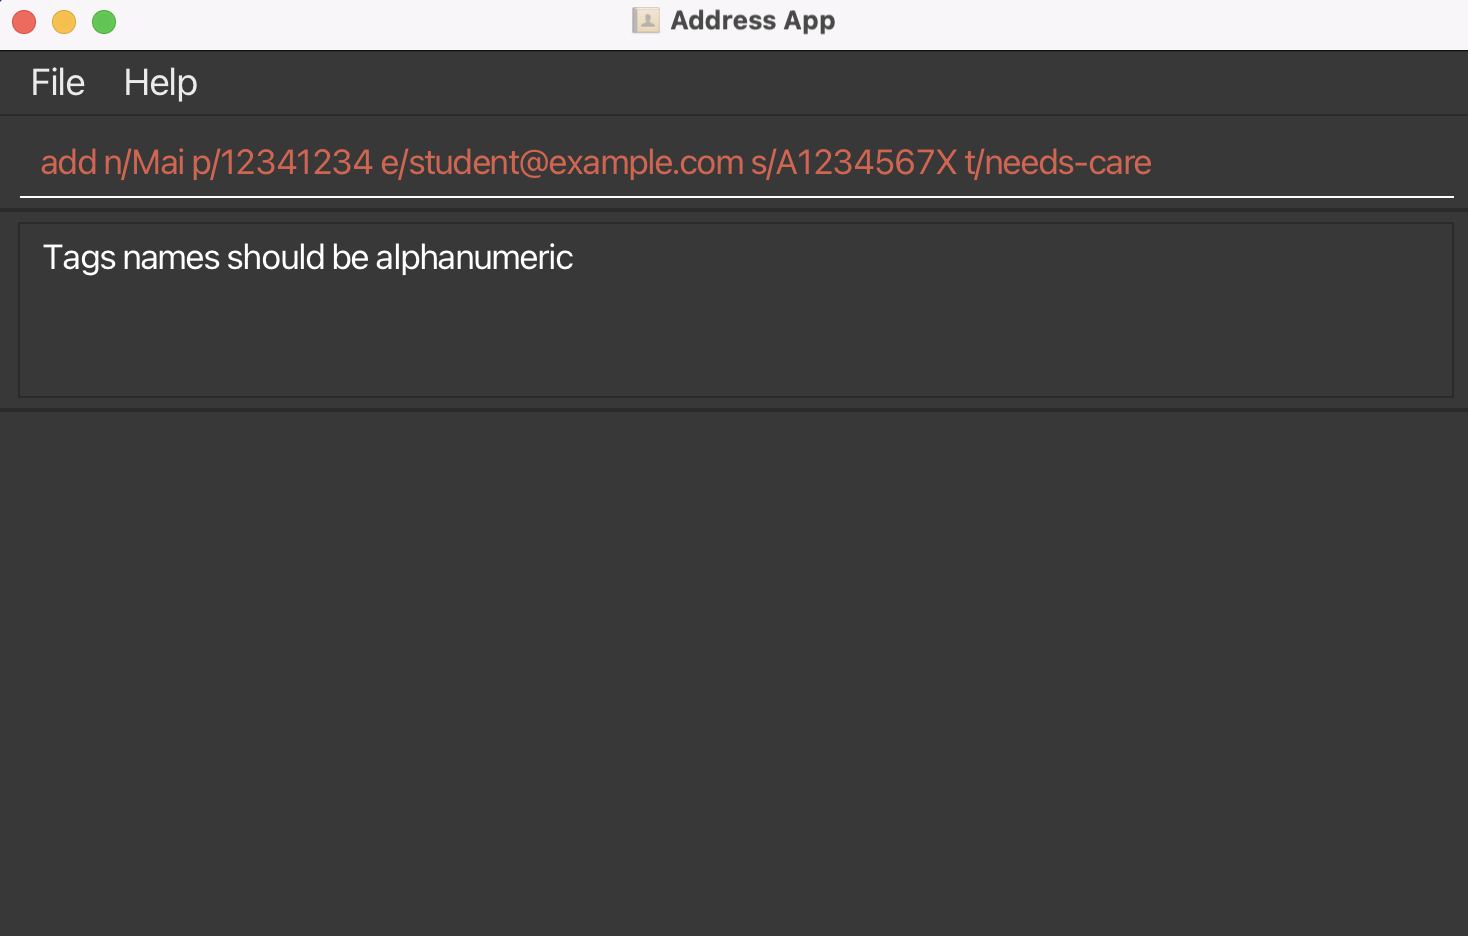 Address App
File Help
add n/Mai p/12341234 e/student@example.com s/A1234567X t/needs-care
Tags names should be alphanumeric